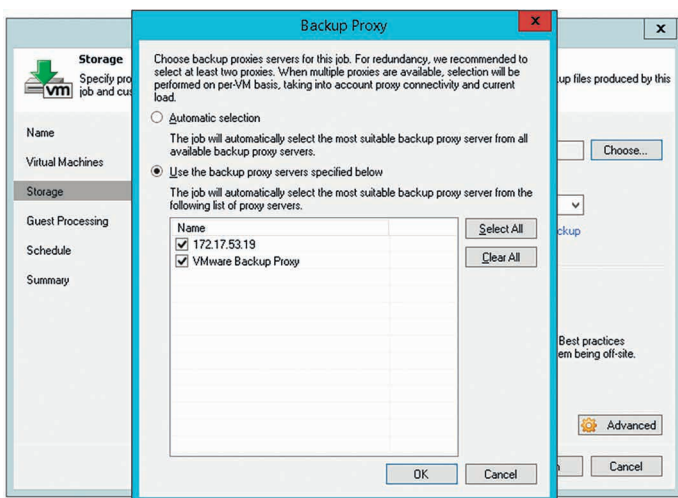 Backup Proxy
x
x
Storage
Specify pro
job and cus
vm
up files produced by this
Name
Virtual Machines
Storage
Guest Processing
Schedule
Summary
Choose backup proxies servers for this job. For redundancy, we recommended to
select at least two proxies. When multiple proxies are available, selection will be
performed on per-VM basis, taking into account proxy connectivity and current
load.
Automatic selection
The job will automatically select the most suitable backup proxy server from all
available backup proxy servers.
Use the backup proxy servers specified below
The job will automatically select the most suitable backup proxy server from the
following list of proxy servers.
Name
172.17.53.19
VMware Backup Proxy
Select All
Clear All
OK
Cancel
Choose...
ckup
Best practices
em being off-site.
Advanced
Cancel